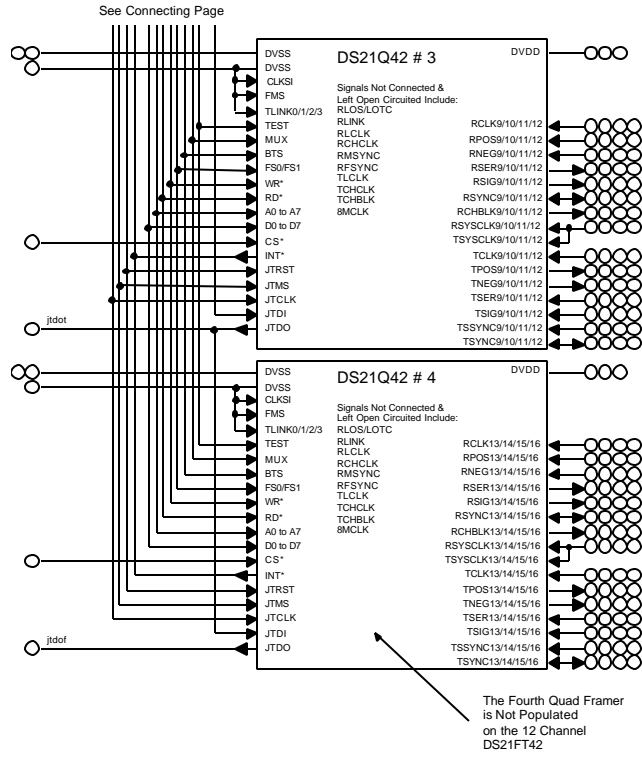 See Connecting Page
DS21Q42 # 3
DVSS
DVSS
CLKSI
FMS
TLINK0/1/2/3
TEST
MUX
BTS
FS0/FS1
WR*
RD*
A0 to A7
D0 to D7
CS*
INT*
JTRST
JTMS
JTCLK
JTDI
JTDO
jtdot
Signals Not Connected &
Left Open Circuited Include:
RLOS/LOTC
RLINK
RLCLK
RCHCLK
RMSYNC
RFSYNC
TLCLK
TCHCLK
TCHBLK
8MCLK
DVDD
RCLK9/10/11/12
RPOS9/10/11/12
RNEG9/10/11/12
RSER9/10/11/12
RSIG9/10/11/12
RSYNC9/10/11/12
RCHBLK9/10/11/12
RSYSCLK9/10/11/12
TSYSCLK9/10/11/12
TCLK9/10/11/12
TPOS9/10/11/12
TNEG9/10/11/12
TSER9/10/11/12
TSIG9/10/11/12
TSSYNC9/10/11/12
TSYNC9/10/11/12
DS21Q42 # 4
DVSS
DVSS
CLKSI
FMS
TLINK0/1/2/3
TEST
MUX
BTS
FS0/FS1
WR*
RD*
A0 to A7
D0 to D7
CS*
INT*
JTRST
JTMS
JTCLK
JTDI
JTDO
jtdof
Signals Not Connected &
Left Open Circuited Include:
RLOS/LOTC
RLINK
RLCLK
RCHCLK
RMSYNC
RFSYNC
TLCLK
TCHCLK
TCHBLK
8MCLK
DVDD
RCLK13/14/15/16
RPOS13/14/15/16
RNEG13/14/15/16
RSER13/14/15/16
RSIG13/14/15/16
RSYNC13/14/15/16
RCHBLK13/14/15/16
RSYSCLK13/14/15/16
TSYSCLK13/14/15/16
TCLK13/14/15/16
TPOS13/14/15/16
TNEG13/14/15/16
TSER13/14/15/16
TSIG13/14/15/16
TSSYNC13/14/15/16
TSYNC13/14/15/16
The Fourth Quad Framer
is Not Populated
on the 12 Channel
DS21FT42